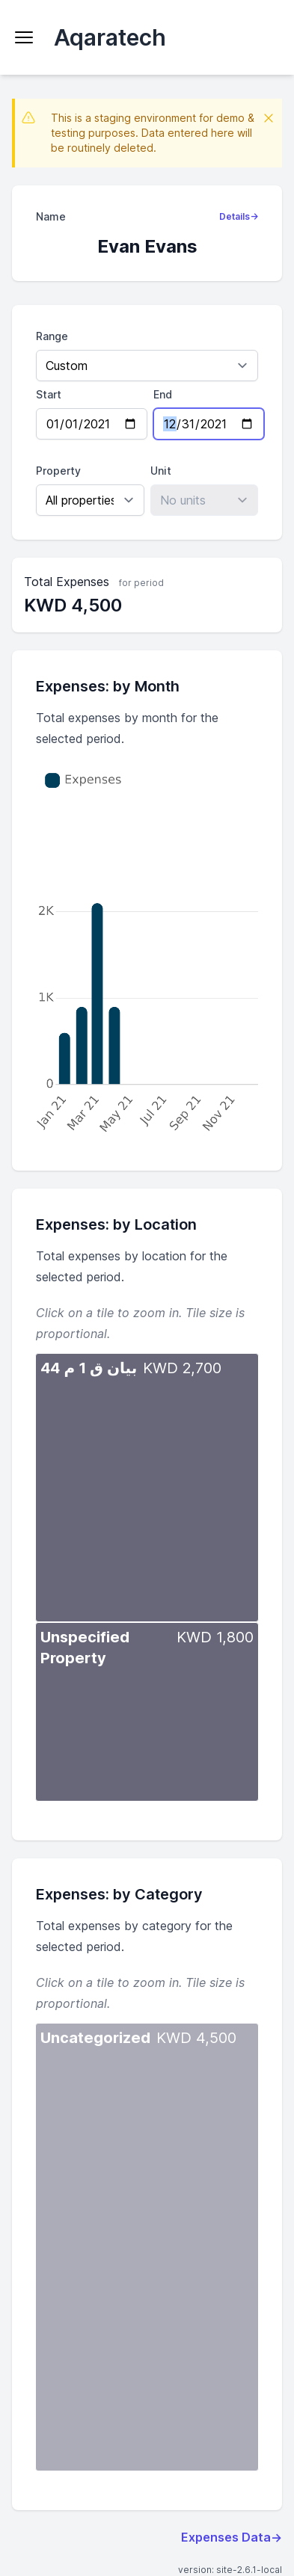 Aqaratech
This is a staging environment for demo &
testing purposes. Data entered here will
be routinely deleted.
Name
Details→
Evan Evans
Range
Custom
Start
End
01/01/2021
12/31/2021
Property
Unit
All properties
No units
Total Expenses for period
KWD 4,500
Expenses: by Month
Total expenses by month for the
selected period.
Expenses
2K
1K
0
Jan 21
Mar 21
May 21
Jul 21
Sep 21
Nov 21
Expenses: by Location
Total expenses by location for the
selected period.
Click on a tile to zoom in. Tile size is
proportional.
بيان ق 1 م 44 KWD 2,700
Unspecified KWD 1,800
Property
Expenses: by Category
Total expenses by category for the
selected period.
Click on a tile to zoom in. Tile size is
proportional.
Uncategorized KWD 4,500
Expenses Data→
version: site-2.6.1-local